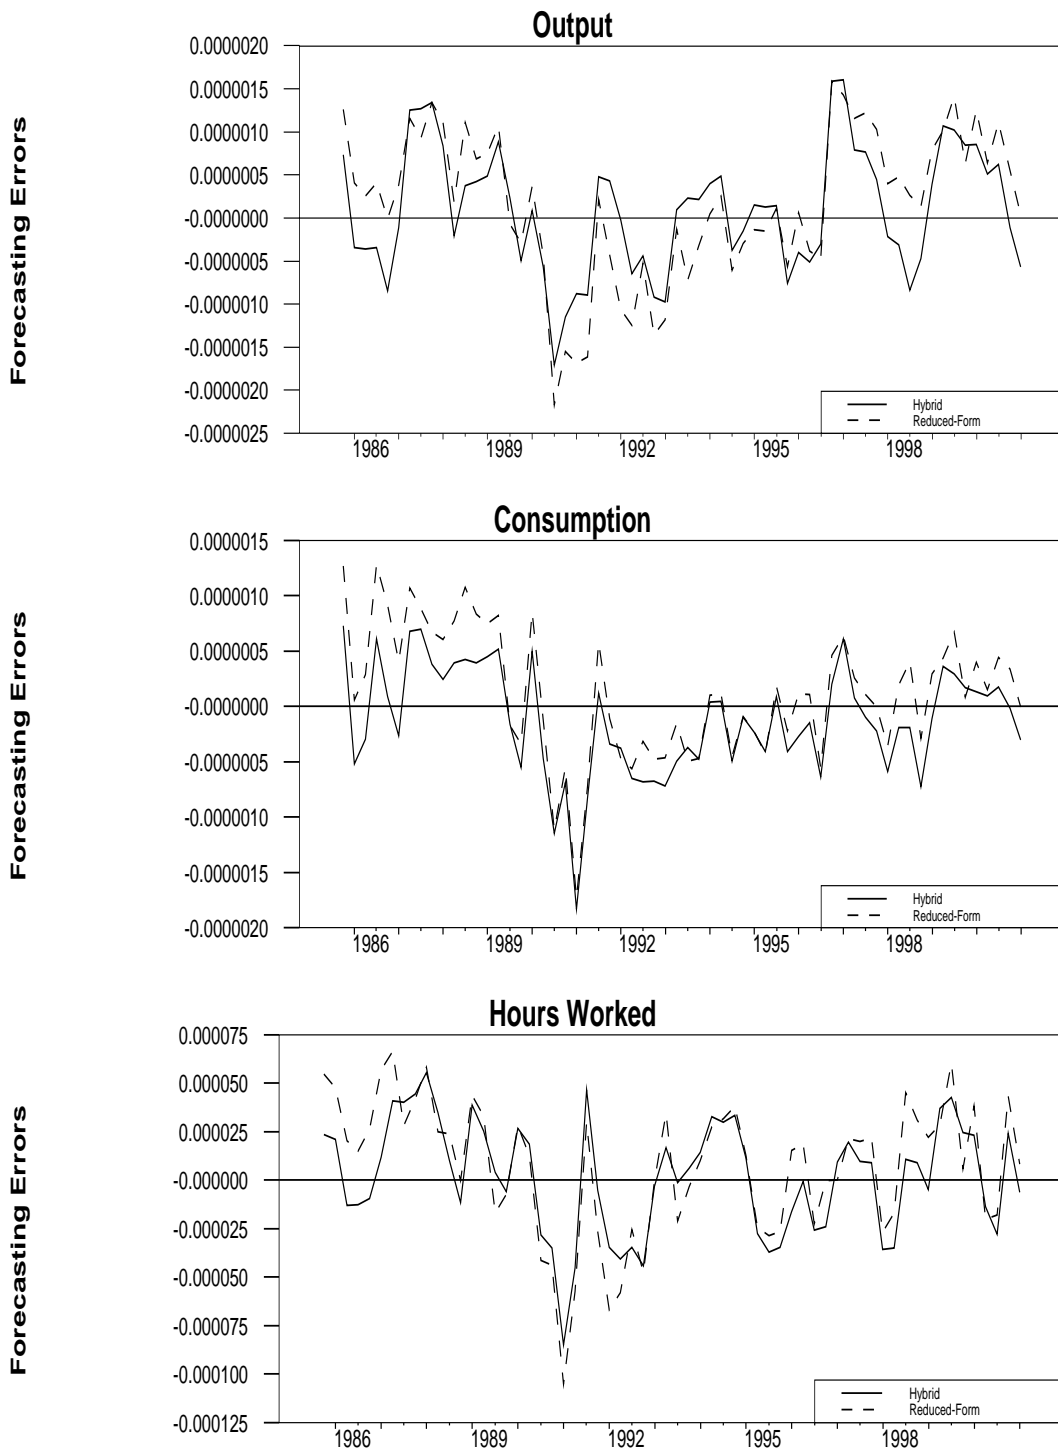 Output
Forecasting Errors
0.0000020
0.0000015
0.0000010
0.0000005
-0.0000000
-0.0000005
-0.0000010
-0.0000015
-0.0000020
-0.0000025
Hybrid
Reduced-Form
1986 1989 1992 1995 1998
Consumption
Forecasting Errors
0.0000015
0.0000010
0.0000005
-0.0000000
-0.0000005
-0.0000010
-0.0000015
-0.0000020
Hybrid
Reduced-Form
1986 1989 1992 1995 1998
Hours Worked
Forecasting Errors
0.000075
0.000050
0.000025
-0.000000
-0.000025
-0.000050
-0.000075
-0.000100
-0.000125
Hybrid
Reduced-Form
1986 1989 1992 1995 1998